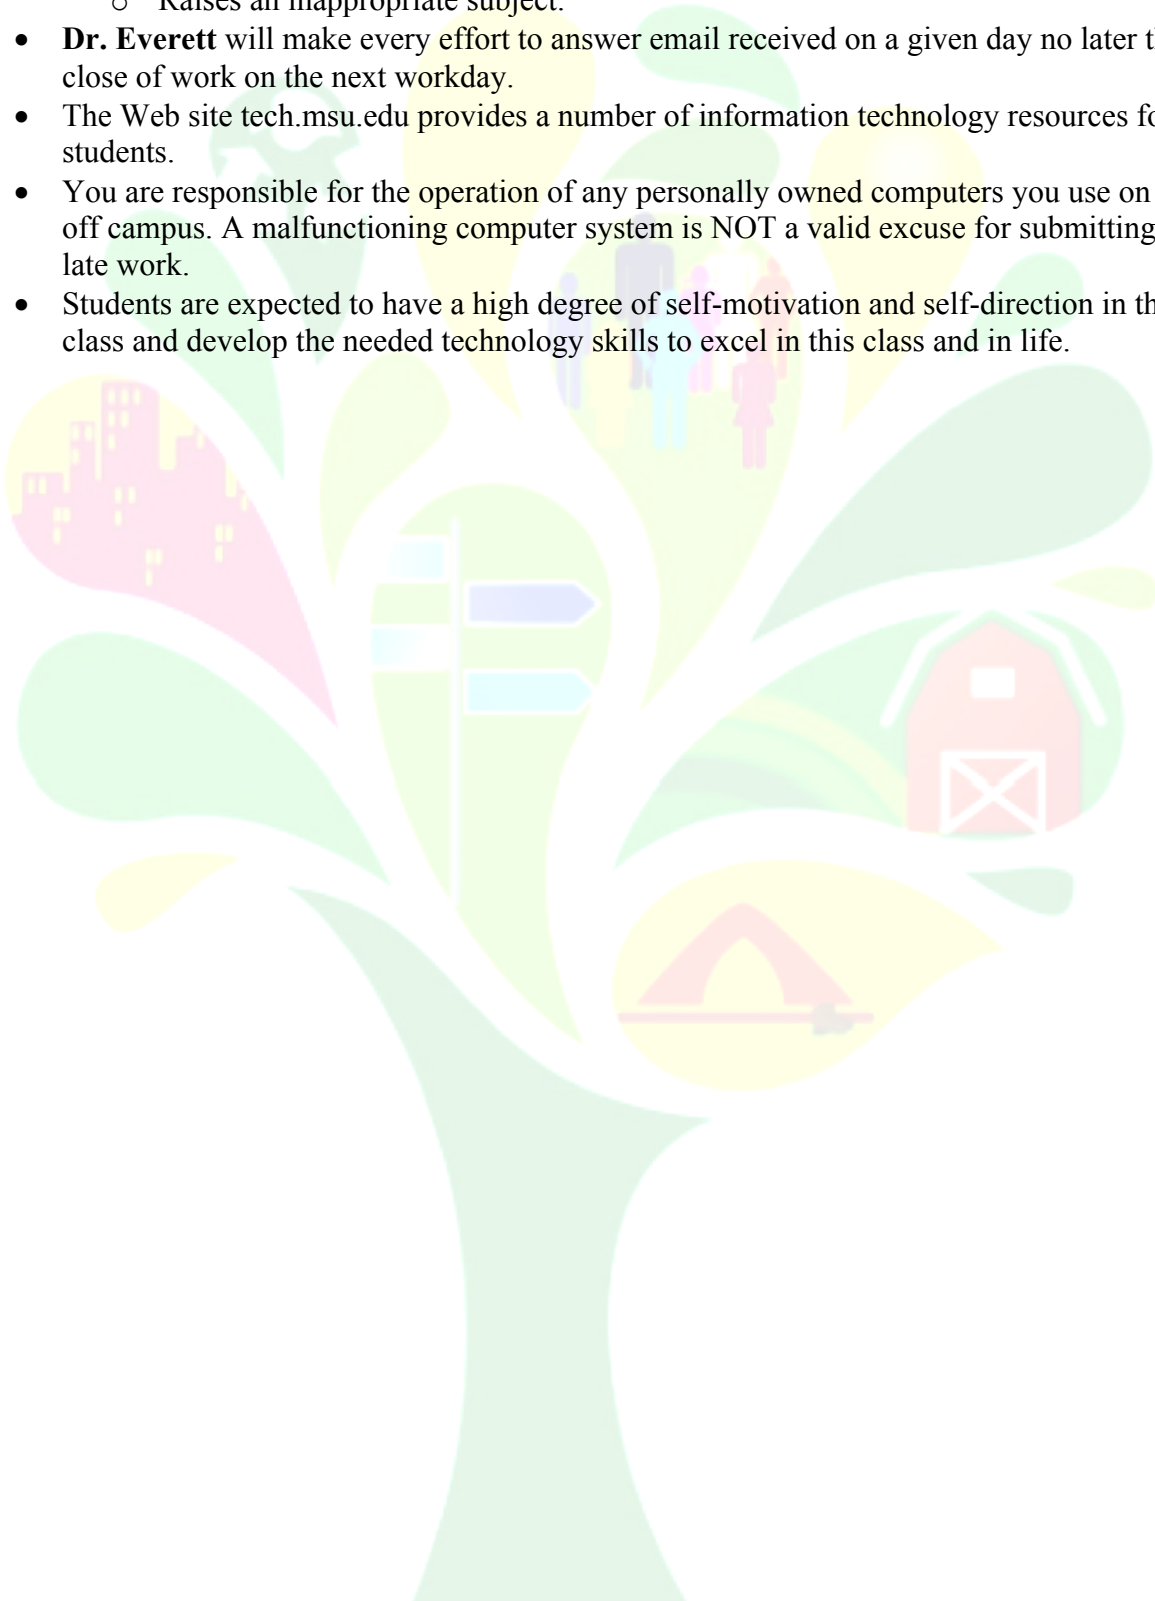 o Raises an inappropriate subject.
• Dr. Everett will make every effort to answer email received on a given day no later
close of work on the next workday.
• The Web site tech.msu.edu provides a number of information technology resources
students.
• You are responsible for the operation of any personally owned computers you use on
off campus. A malfunctioning computer system is NOT a valid excuse for submitting
late work.
• Students are expected to have a high degree of self-motivation and self-direction in
class and develop the needed technology skills to excel in this class and in life.